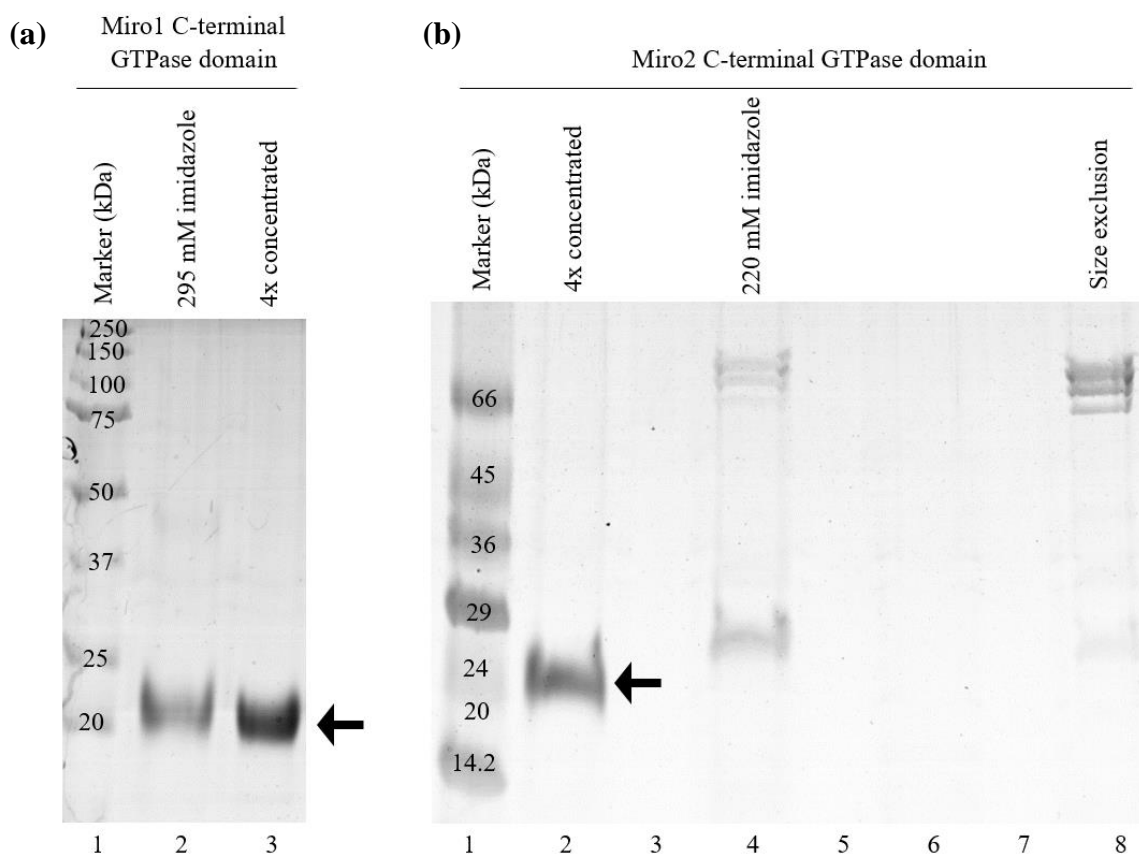 (a)
Miro1 C-terminal
GTPase domain
Marker (kDa)
295 mM imidazole
4x concentrated
250
150
100
75
50
37
25
20
1 2 3
(b)
Miro2 C-terminal GTPase domain
Marker (kDa)
4x concentrated
220 mM imidazole
Size exclusion
66
45
36
29
24
20
14.2
1 2 3 4 5 6 7 8